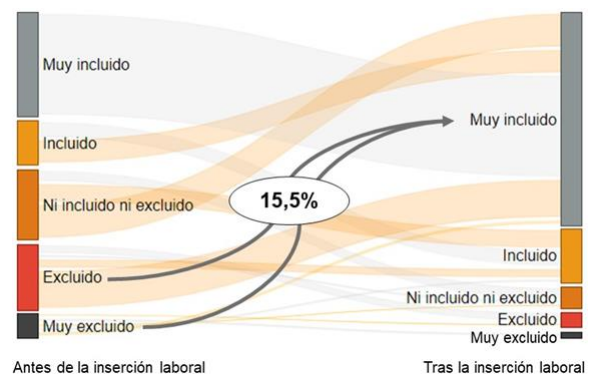 Muy incluido
Incluido
Ni incluido ni excluido
Excluido
Muy excluido
15,5%
Muy incluido
Incluido
Ni incluido ni excluido
Excluido
Muy excluido
Antes de la inserción laboral
Tras la inserción laboral